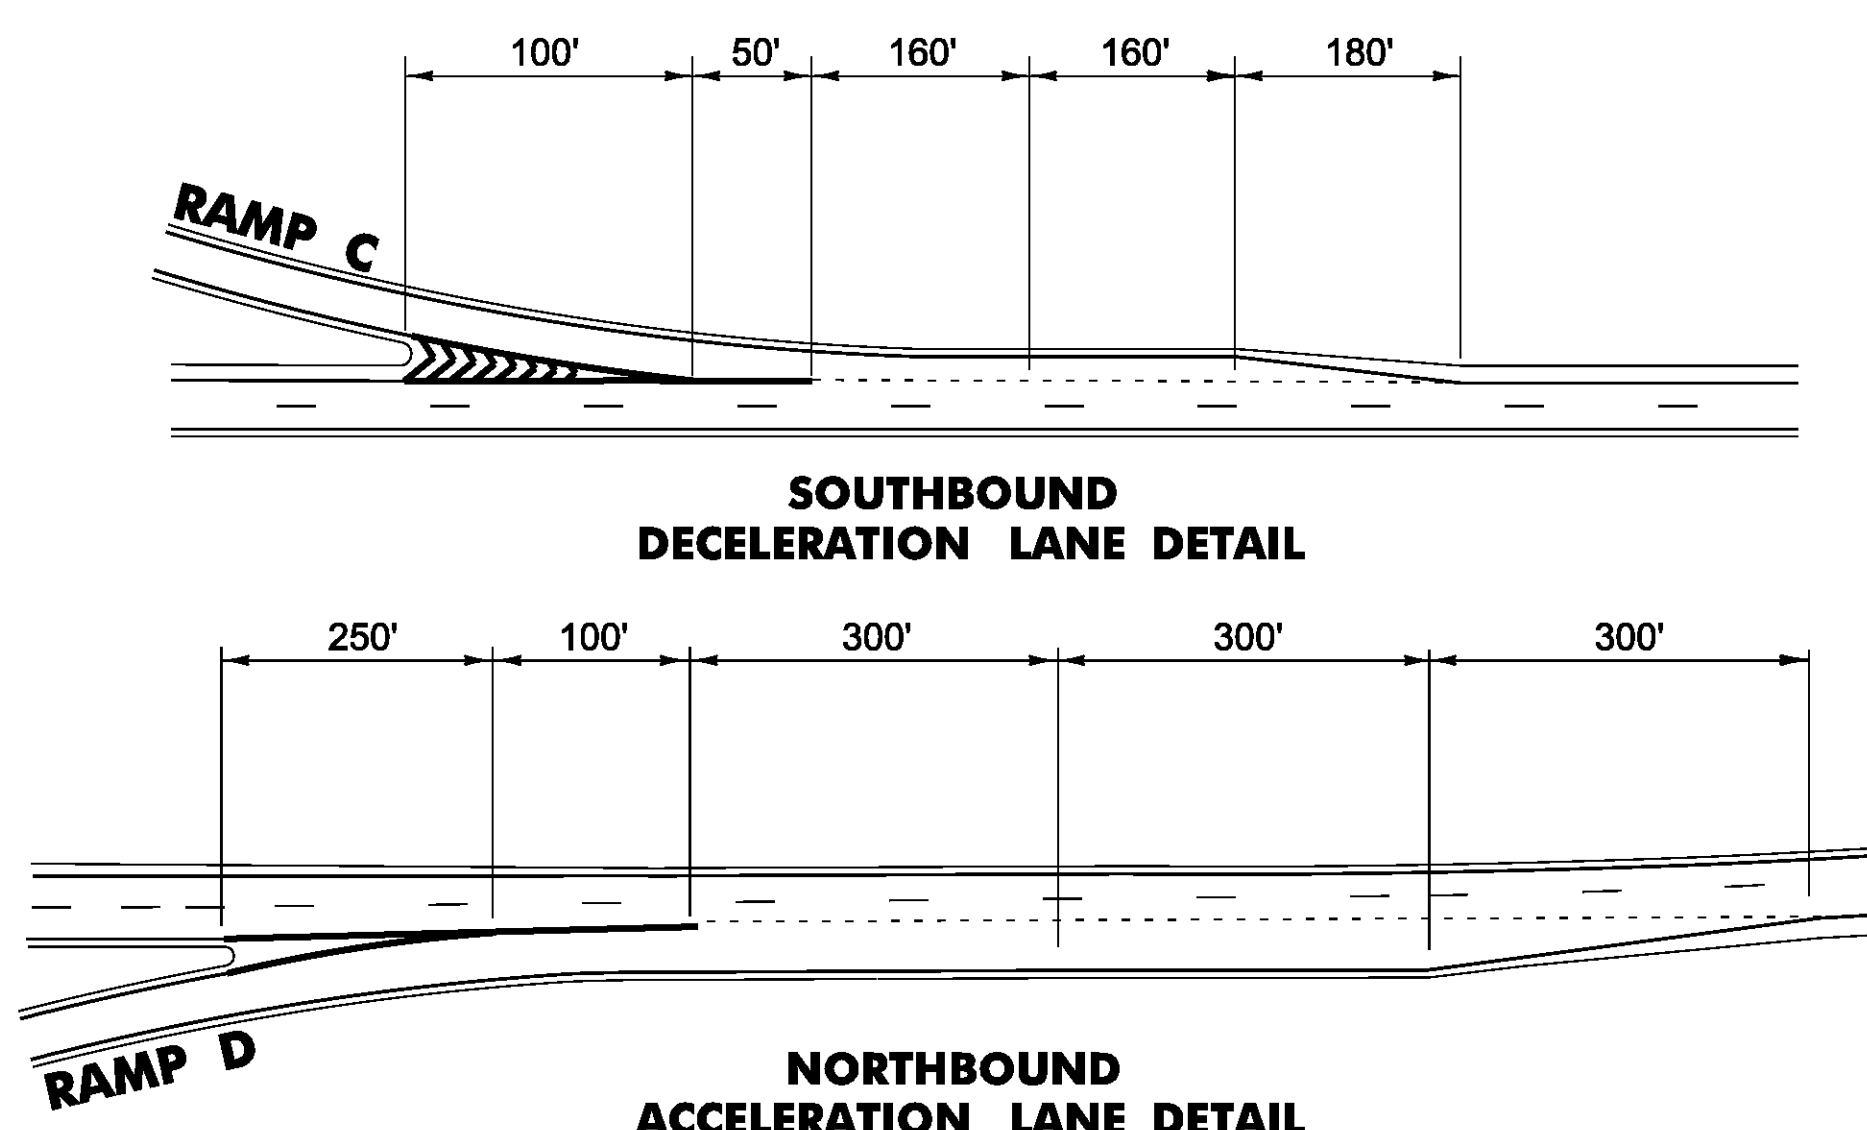 100' 50' 160' 160' 180'
RAMP C
SOUTHBOUND
DECELERATION LANE DETAIL
250' 100' 300' 300' 300'
RAMP D
NORTHBOUND
ACCELERATION LANE DETAIL